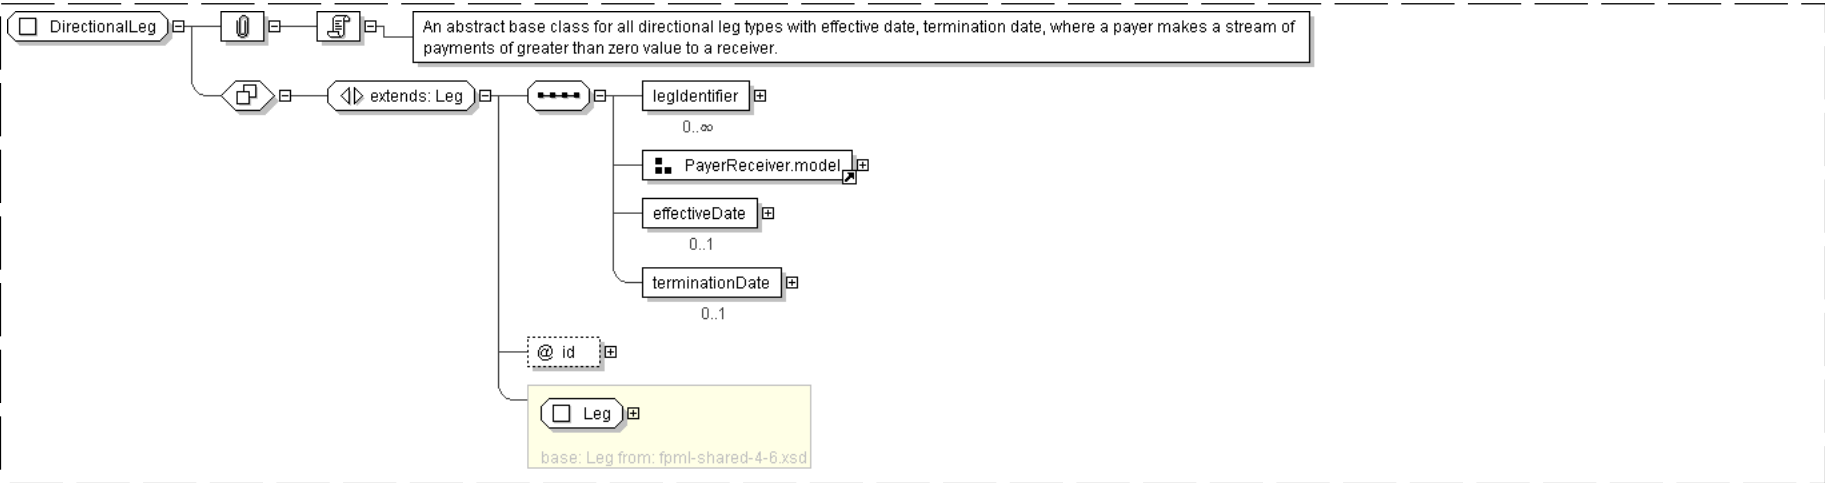 DirectionalLeg
An abstract base class for all directional leg types with effective date, termination date, where a payer makes a stream of
payments of greater than zero value to a receiver.
extends: Leg
legIdentifier
0..∞
PayerReceiver.model
effectiveDate
0..1
terminationDate
0..1
@ id
Leg
base: Leg from: fpml-shared-4-6.xsd